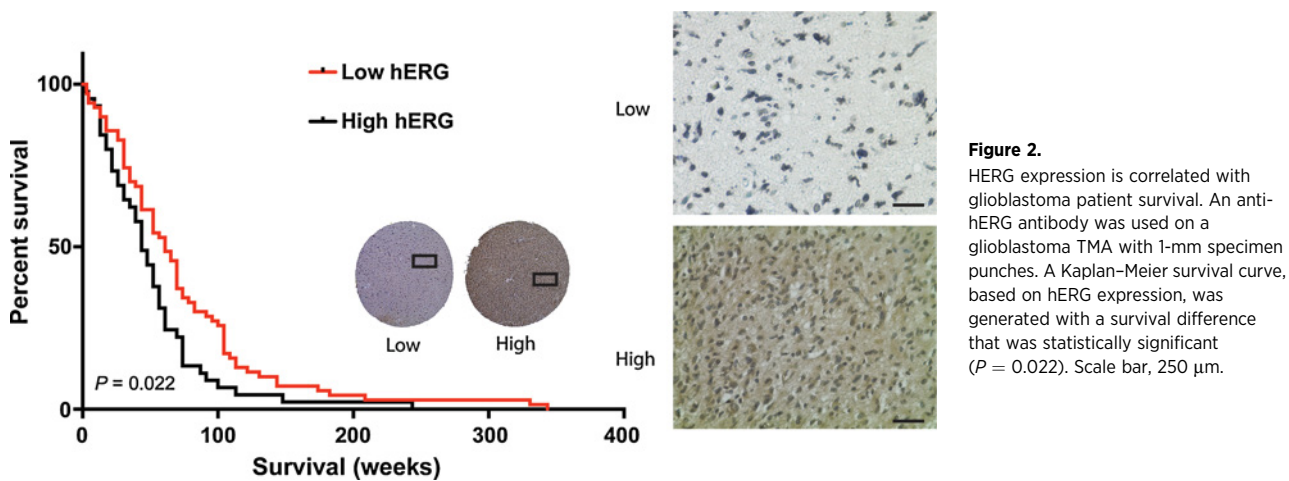 Low hERG
High hERG
Percent survival
100
50
0
P = 0.022
Low
High
0
100
200
300
400
Survival (weeks)
Low
High
Figure 2.
HERG expression is correlated with
glioblastoma patient survival. An anti-
hERG antibody was used on a
glioblastoma TMA with 1-mm specimen
punches. A Kaplan–Meier survival curve,
based on hERG expression, was
generated with a survival difference
that was statistically significant
(P = 0.022). Scale bar, 250 μm.